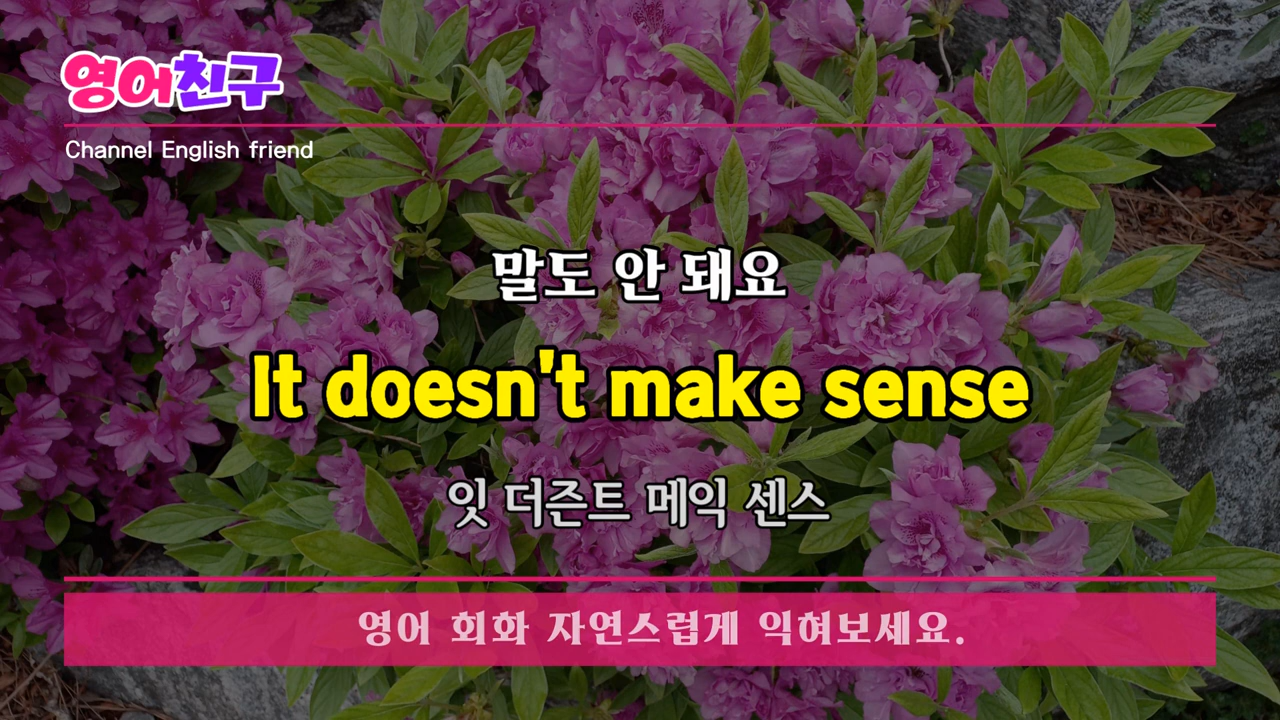 영어친구
Channel English friend
말도 안 돼요
It doesn't make sense
잇 더즌트 메익 센스
영어 회화 자연스럽게 익혀보세요.